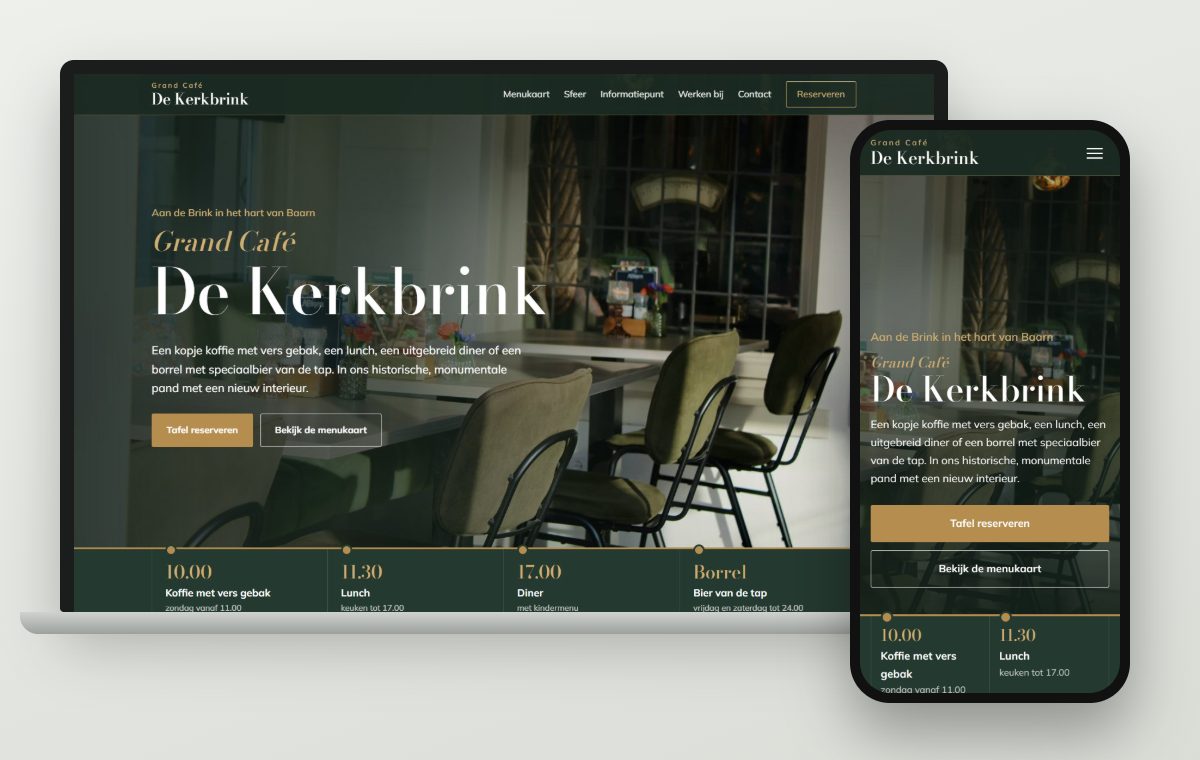 Grand Café
De Kerkbrink
Menukaart Sfeer Informatiepunt Werken bij Contact Reserveren
Aan de Brink in het hart van Baarn
Grand Café
De Kerkbrink
Een kopje koffie met vers gebak, een lunch, een uitgebreid diner of een
borrel met speciaalbier van de tap. In ons historische, monumentale
pand met een nieuw interieur.
Tafel reserveren Bekijk de menukaart
10.00 11.30 17.00 Borrel
Koffie met vers gebak Lunch Diner Bier van de tap
zondag vanaf 11.00 keuken tot 17.00 met kindermenu vrijdag en zaterdag tot 24.00
Grand Café
De Kerkbrink
Aan de Brink in het hart van Baarn
Grand Café
De Kerkbrink
Een kopje koffie met vers gebak, een lunch, een
uitgebreid diner of een borrel met speciaalbier
van de tap. In ons historische, monumentale
pand met een nieuw interieur.
Tafel reserveren
Bekijk de menukaart
10.00 11.30
Koffie met vers Lunch
gebak keuken tot 17.00
zondag vanaf 11.00